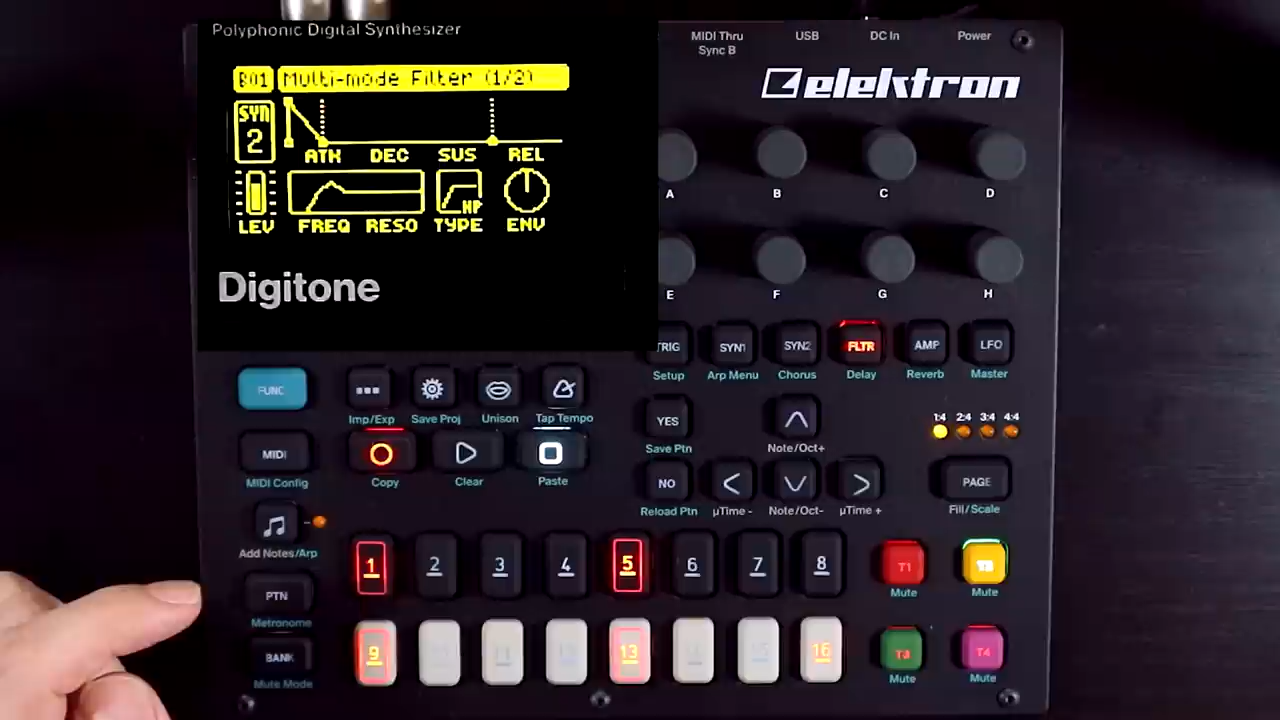 Polyphonic Digital Synthesizer
B01 Multi-mode Filter (1/2)
SYN
2
ATK DEC SUS REL
HP
LEV FREQ RESO TYPE ENV
Digitone
MIDI Thru USB DC In Power
Sync B
elektron
A B C D
E F G H
TRIG SYN1 SYN2 FLTR AMP LFO
Setup Arp Menu Chorus Delay Reverb Master
FUNC
Imp/Exp Save Proj Unison Tap Tempo
YES
Save Ptn Note/Oct+
1:4 2:4 3:4 4:4
MIDI
MIDI Config Copy Clear Paste
NO PAGE
Reload Ptn µTime - Note/Oct- µTime + Fill/Scale
Add Notes/Arp
1 2 3 4 5 6 7 8 T1
Mute Mute
PTN
Metronome
BANK
Mute Mode
9 13 16 T3 T4
Mute Mute